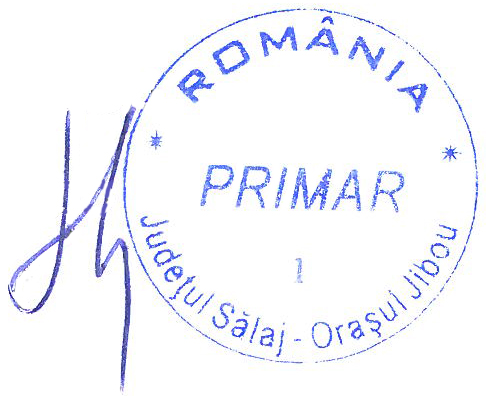 ROMÂNIA
PRIMAR
1
Județul Sălaj - Orașul Jibou